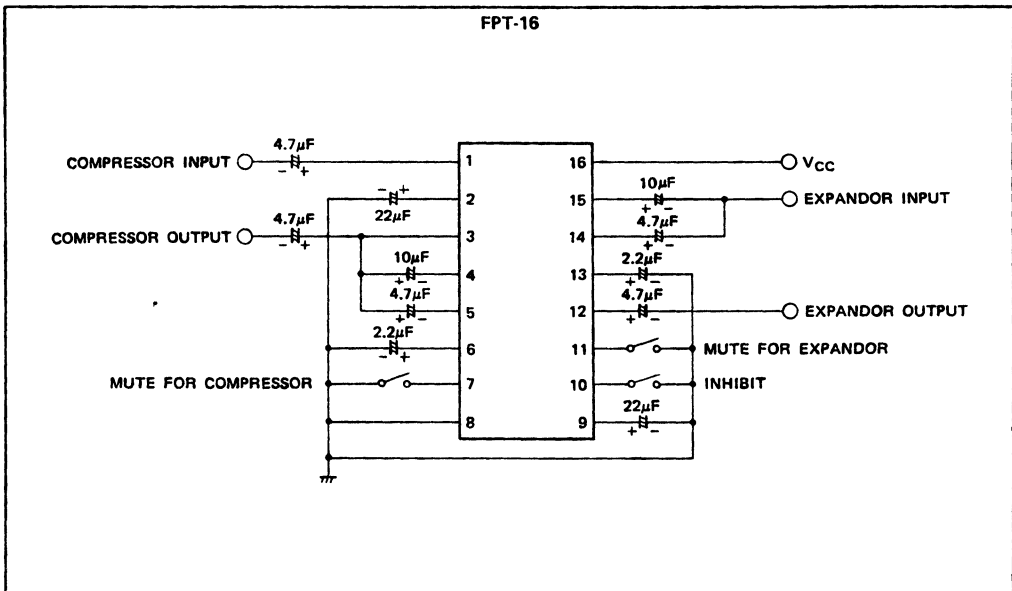 FPT-16
4.7μF
COMPRESSOR INPUT - + 1 16 VCC
- + 2
22μF
10μF
15 + - EXPANDOR INPUT
4.7μF
COMPRESSOR OUTPUT - + 3
4.7μF
14 + -
10μF
+ - 4
2.2μF
13 + -
4.7μF
+ - 5
4.7μF
12 + - EXPANDOR OUTPUT
2.2μF
- + 6
11 MUTE FOR EXPANDOR
MUTE FOR COMPRESSOR 7
10 INHIBIT
8
22μF
9 + -